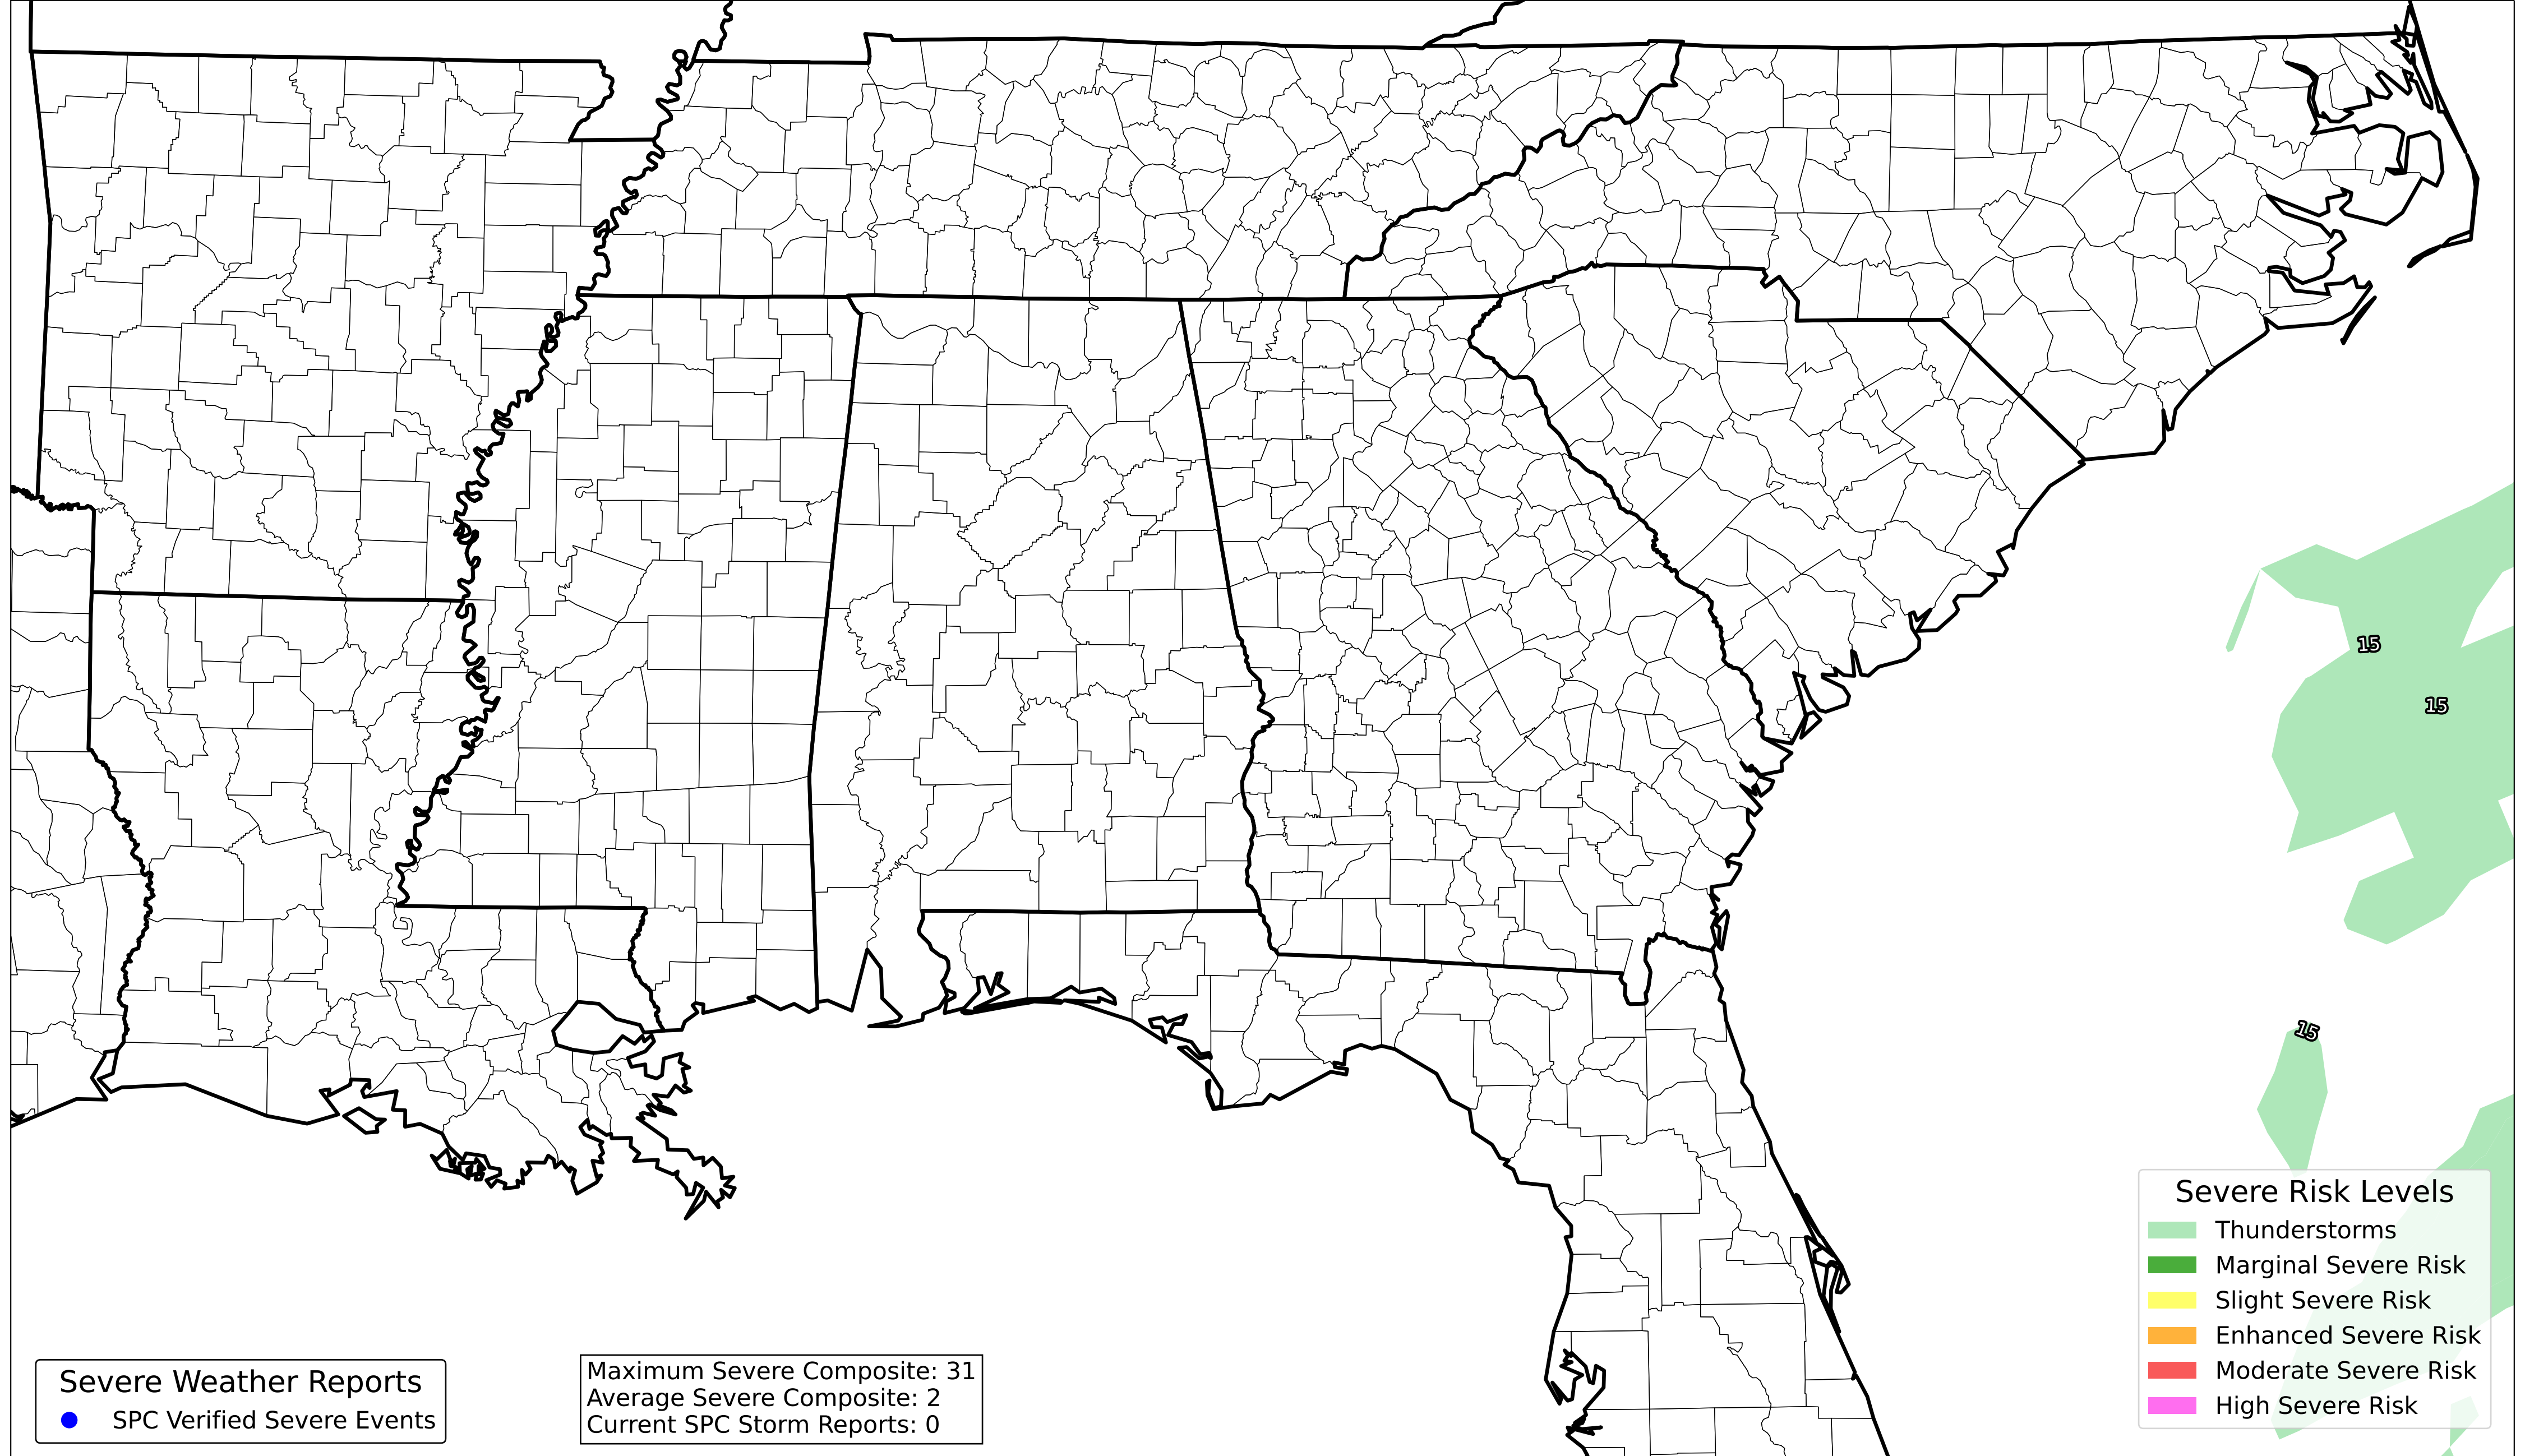 15
15
15
Severe Risk Levels
Thunderstorms
Marginal Severe Risk
Slight Severe Risk
Enhanced Severe Risk
Moderate Severe Risk
High Severe Risk
Severe Weather Reports
SPC Verified Severe Events
Maximum Severe Composite: 31
Average Severe Composite: 2
Current SPC Storm Reports: 0